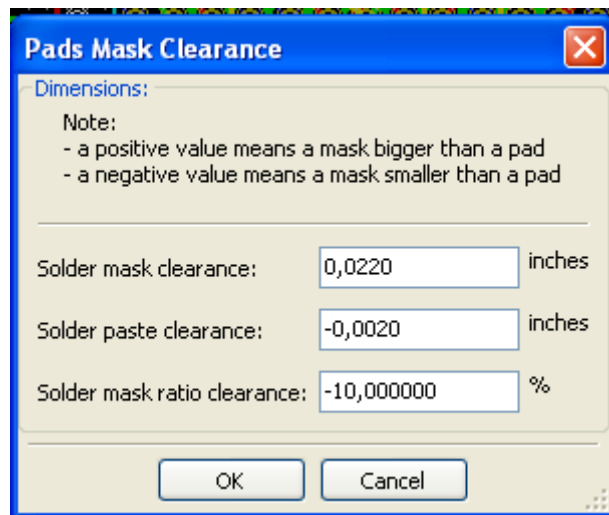 Pads Mask Clearance
Dimensions:
Note:
- a positive value means a mask bigger than a pad
- a negative value means a mask smaller than a pad
Solder mask clearance: 0,0220 inches
Solder paste clearance: -0,0020 inches
Solder mask ratio clearance: -10,000000 %
OK Cancel